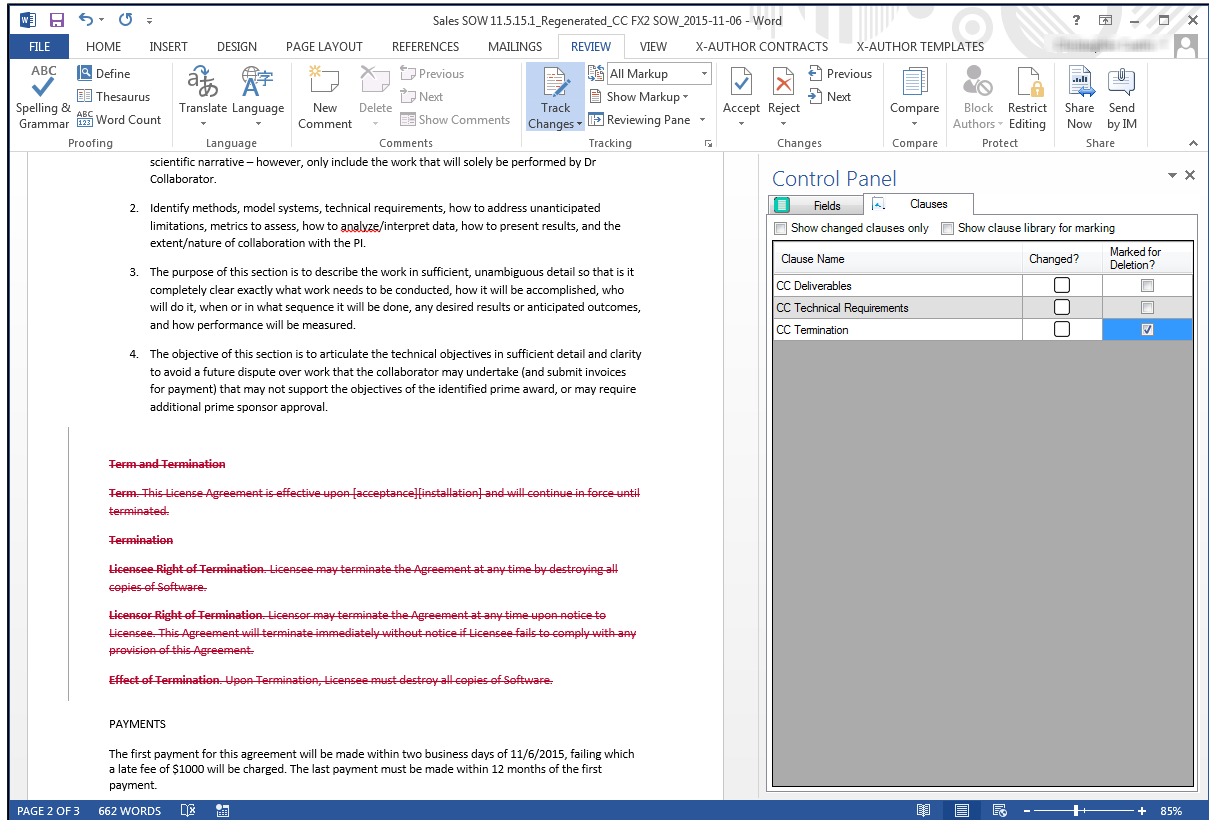 Sales SOW 11.5.15.1_Regenerated_CC FX2 SOW_2015-11-06 - Word
FILE HOME INSERT DESIGN PAGE LAYOUT REFERENCES MAILINGS REVIEW VIEW X-AUTHOR CONTRACTS X-AUTHOR TEMPLATES
ABC
Spelling &
Grammar
Define
Thesaurus
ABC
123
Word Count
Proofing
Translate
Language
Language
New
Comment
Delete
Previous
Next
Show Comments
Comments
Track
Changes
All Markup
Show Markup
Reviewing Pane
Tracking
Accept
Reject
Previous
Next
Changes
Compare
Compare
Block
Authors
Restrict
Editing
Protect
Share
Now
Send
by IM
Share
scientific narrative – however, only include the work that will solely be performed by Dr
Collaborator.
2. Identify methods, model systems, technical requirements, how to address unanticipated
limitations, metrics to assess, how to analyze/interpret data, how to present results, and the
extent/nature of collaboration with the PI.
3. The purpose of this section is to describe the work in sufficient, unambiguous detail so that is it
completely clear exactly what work needs to be conducted, how it will be accomplished, who
will do it, when or in what sequence it will be done, any desired results or anticipated outcomes,
and how performance will be measured.
4. The objective of this section is to articulate the technical objectives in sufficient detail and clarity
to avoid a future dispute over work that the collaborator may undertake (and submit invoices
for payment) that may not support the objectives of the identified prime award, or may require
additional prime sponsor approval.
Term and Termination
Term. This License Agreement is effective upon [acceptance][installation] and will continue in force until
terminated.
Termination
Licensee Right of Termination. Licensee may terminate the Agreement at any time by destroying all
copies of Software.
Licensor Right of Termination. Licensor may terminate the Agreement at any time upon notice to
Licensee. This Agreement will terminate immediately without notice if Licensee fails to comply with any
provision of this Agreement.
Effect of Termination. Upon Termination, Licensee must destroy all copies of Software.
PAYMENTS
The first payment for this agreement will be made within two business days of 11/6/2015, failing which
a late fee of $1000 will be charged. The last payment must be made within 12 months of the first
payment.
Control Panel
Fields Clauses
Show changed clauses only Show clause library for marking
Clause Name Changed? Marked for
Deletion?
CC Deliverables
CC Technical Requirements
CC Termination
PAGE 2 OF 3 662 WORDS 85%